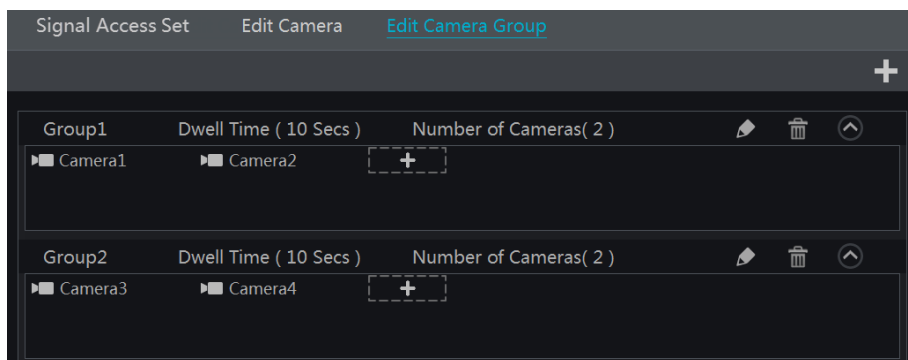 Signal Access Set Edit Camera Edit Camera Group
Group1 Dwell Time ( 10 Secs ) Number of Cameras( 2 )
Camera1 Camera2
Group2 Dwell Time ( 10 Secs ) Number of Cameras( 2 )
Camera3 Camera4